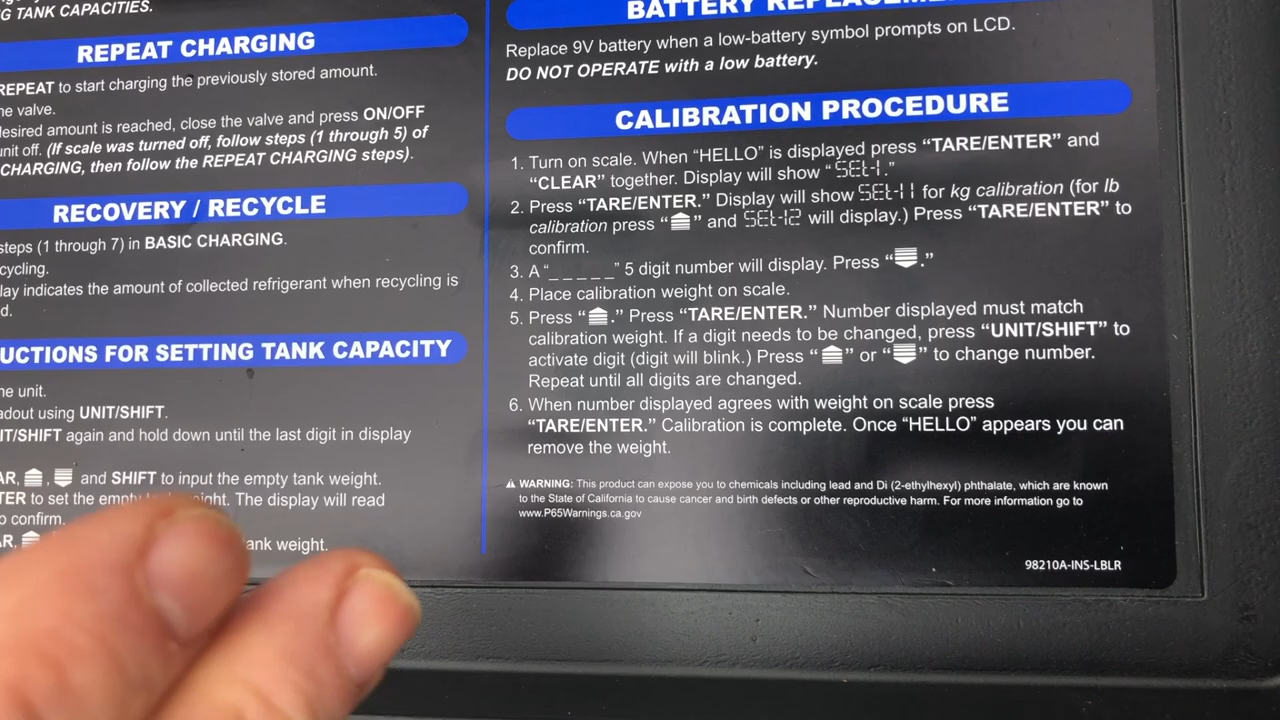 G TANK CAPACITIES.
REPEAT CHARGING
REPEAT to start charging the previously stored amount.
he valve.
desired amount is reached, close the valve and press ON/OFF
unit off. (If scale was turned off, follow steps (1 through 5) of
CHARGING, then follow the REPEAT CHARGING steps).
RECOVERY / RECYCLE
steps (1 through 7) in BASIC CHARGING.
cycling.
lay indicates the amount of collected refrigerant when recycling is
d.
UCTIONS FOR SETTING TANK CAPACITY
he unit.
adout using UNIT/SHIFT.
IT/SHIFT again and hold down until the last digit in display
AR, , and SHIFT to input the empty tank weight.
TER to set the empty weight. The display will read
o confirm.
AR, ank weight.
BATTERY REPLACEMEN
Replace 9V battery when a low-battery symbol prompts on LCD.
DO NOT OPERATE with a low battery.
CALIBRATION PROCEDURE
1. Turn on scale. When “HELLO” is displayed press “TARE/ENTER” and
“CLEAR” together. Display will show “SEt-1.”
2. Press “TARE/ENTER.” Display will show SEt-11 for kg calibration (for lb
calibration press “ ” and SEt-12 will display.) Press “TARE/ENTER” to
confirm.
3. A “_ _ _ _ _” 5 digit number will display. Press “ .”
4. Place calibration weight on scale.
5. Press “ .” Press “TARE/ENTER.” Number displayed must match
calibration weight. If a digit needs to be changed, press “UNIT/SHIFT” to
activate digit (digit will blink.) Press “ ” or “ ” to change number.
Repeat until all digits are changed.
6. When number displayed agrees with weight on scale press
“TARE/ENTER.” Calibration is complete. Once “HELLO” appears you can
remove the weight.
⚠ WARNING: This product can expose you to chemicals including lead and Di (2-ethylhexyl) phthalate, which are known
to the State of California to cause cancer and birth defects or other reproductive harm. For more information go to
www.P65Warnings.ca.gov
98210A-INS-LBLR